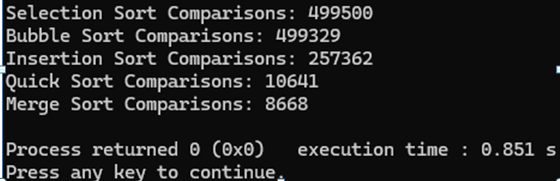 Selection Sort Comparisons: 499500
Bubble Sort Comparisons: 499329
Insertion Sort Comparisons: 257362
Quick Sort Comparisons: 10641
Merge Sort Comparisons: 8668
Process returned 0 (0x0)   execution time : 0.851 s
Press any key to continue.